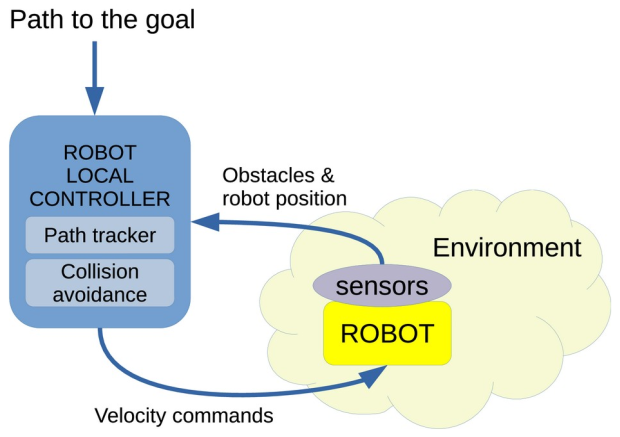 Path to the goal
ROBOT
LOCAL
CONTROLLER
Path tracker
Collision
avoidance
Obstacles &
robot position
Environment
sensors
ROBOT
Velocity commands